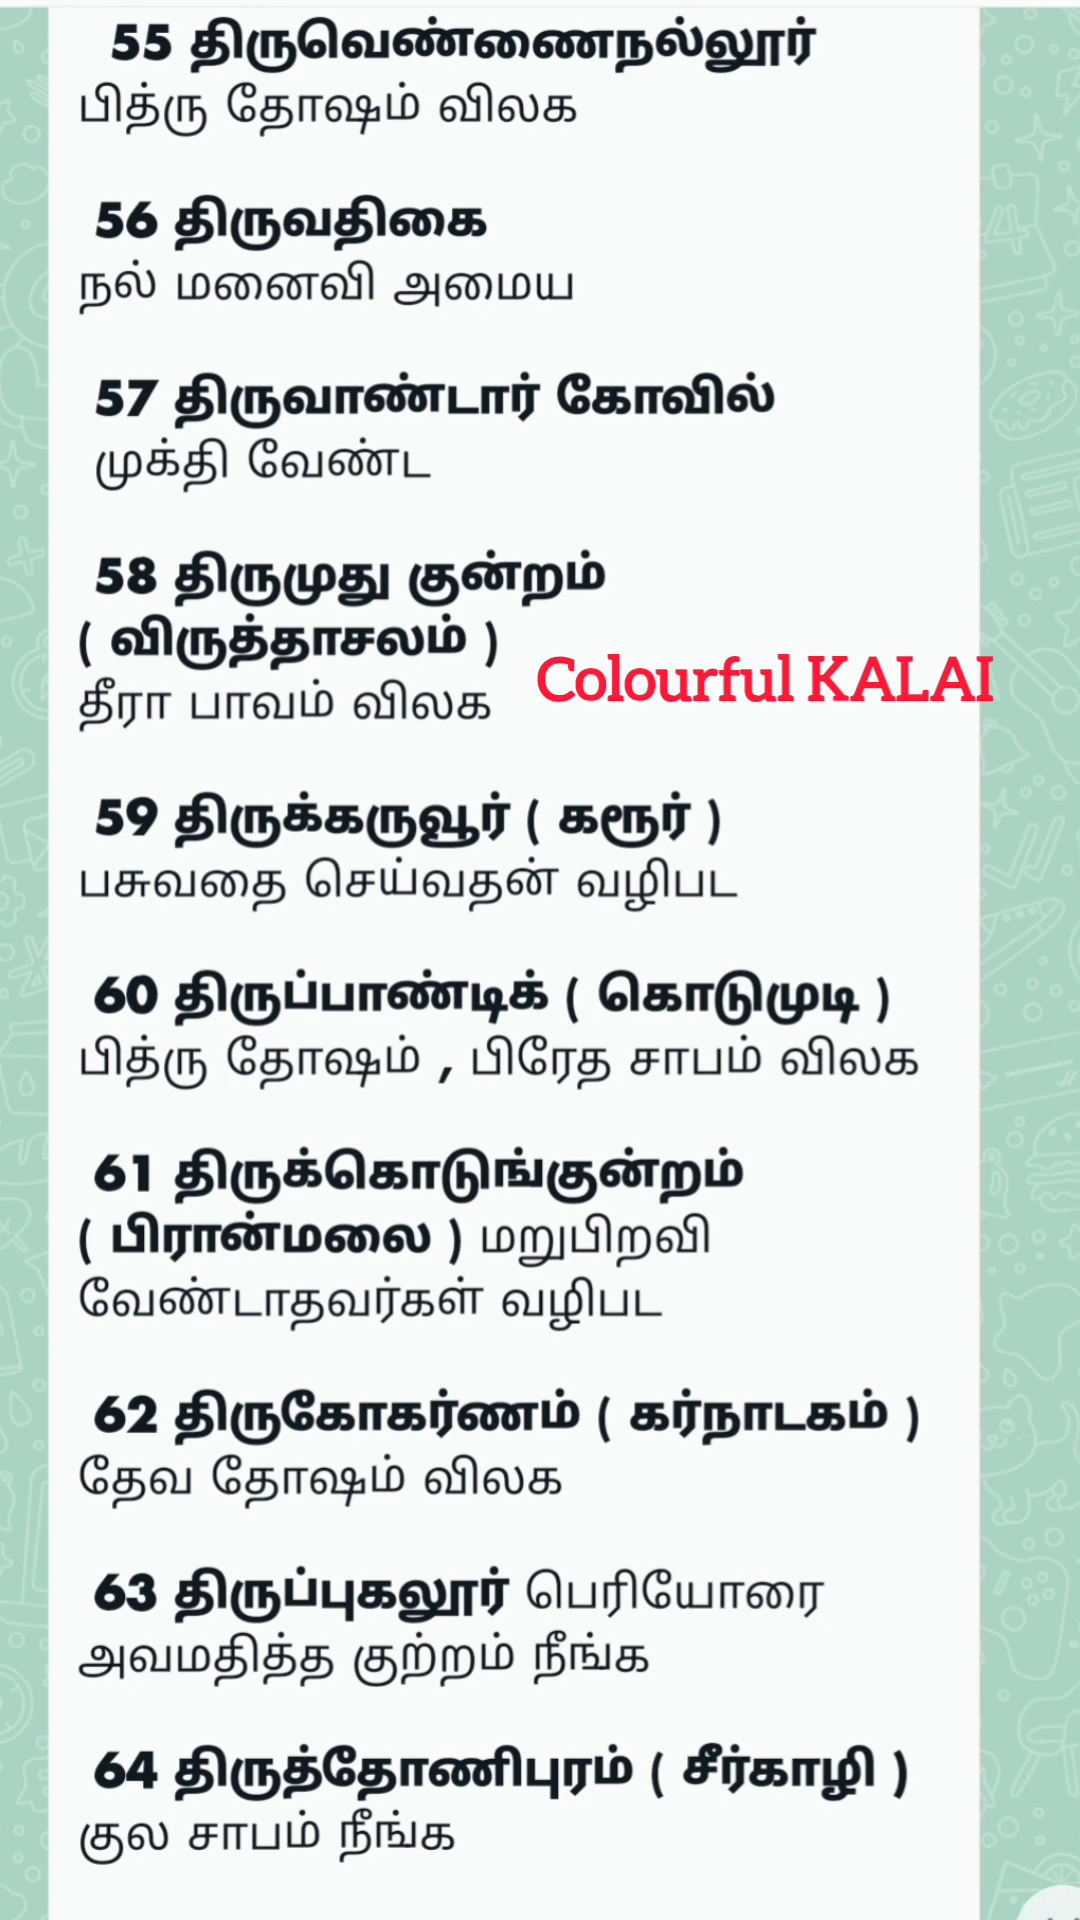 55 திருவெண்ணைநல்லூர்
பித்ரு தோஷம் விலக
56 திருவதிகை
நல் மனைவி அமைய
57 திருவாண்டார் கோவில்
முக்தி வேண்ட
58 திருமுது குன்றம்
( விருத்தாசலம் )
தீரா பாவம் விலக
Colourful KALAI
59 திருக்கருவூர் ( கரூர் )
பசுவதை செய்வதன் வழிபட
60 திருப்பாண்டிக் ( கொடுமுடி )
பித்ரு தோஷம் , பிரேத சாபம் விலக
61 திருக்கொடுங்குன்றம்
( பிரான்மலை ) மறுபிறவி
வேண்டாதவர்கள் வழிபட
62 திருகோகர்ணம் ( கர்நாடகம் )
தேவ தோஷம் விலக
63 திருப்புகலூர் பெரியோரை
அவமதித்த குற்றம் நீங்க
64 திருத்தோணிபுரம் ( சீர்காழி )
குல சாபம் நீங்க